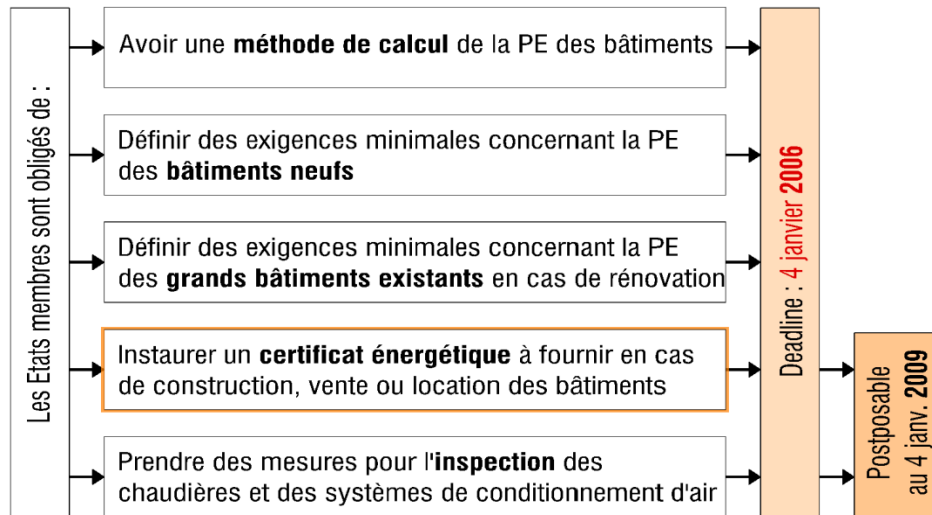 Les Etats membres sont obligés de :
Avoir une méthode de calcul de la PE des bâtiments
Définir des exigences minimales concernant la PE
des bâtiments neufs
Définir des exigences minimales concernant la PE
des grands bâtiments existants en cas de rénovation
Instaurer un certificat énergétique à fournir en cas
de construction, vente ou location des bâtiments
Prendre des mesures pour l'inspection des
chaudières et des systèmes de conditionnement d'air
Deadline : 4 janvier 2006
Postposable
au 4 janv. 2009